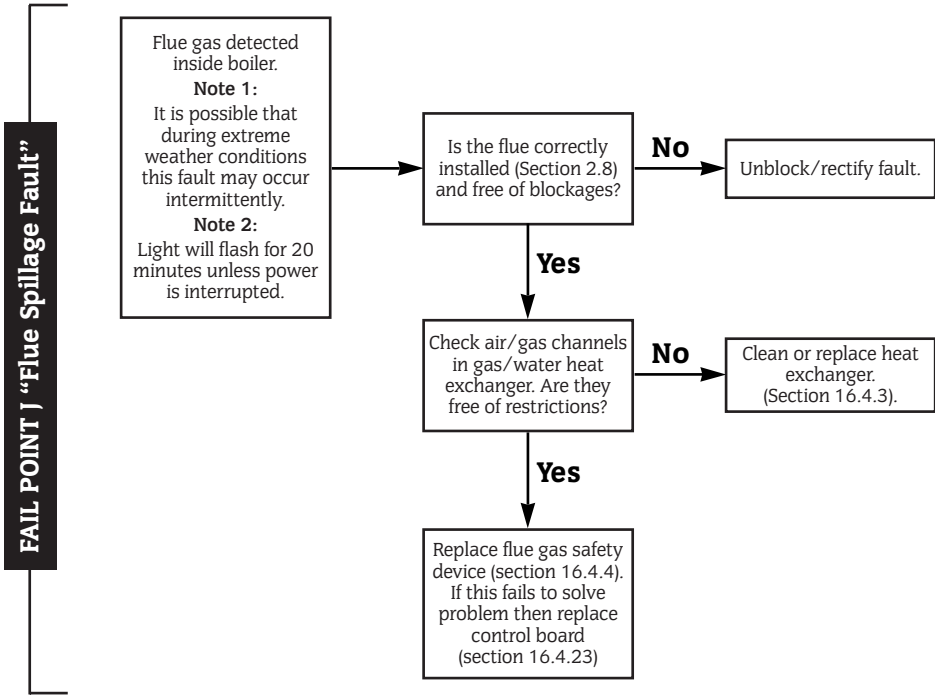 FAIL POINT J “Flue Spillage Fault”
Flue gas detected
inside boiler.
Note 1:
It is possible that
during extreme
weather conditions
this fault may occur
intermittently.
Note 2:
Light will flash for 20
minutes unless power
is interrupted.
Is the flue correctly
installed (Section 2.8)
and free of blockages?
No
Unblock/rectify fault.
Yes
Check air/gas channels
in gas/water heat
exchanger. Are they
free of restrictions?
No
Clean or replace heat
exchanger.
(Section 16.4.3).
Yes
Replace flue gas safety
device (section 16.4.4).
If this fails to solve
problem then replace
control board
(section 16.4.23)